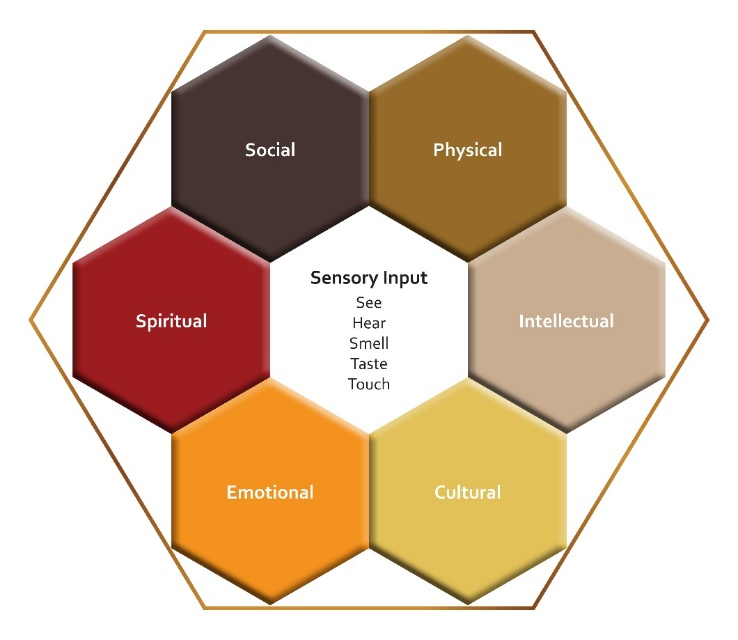 Social
Physical
Spiritual
Sensory Input
See
Hear
Smell
Taste
Touch
Intellectual
Emotional
Cultural